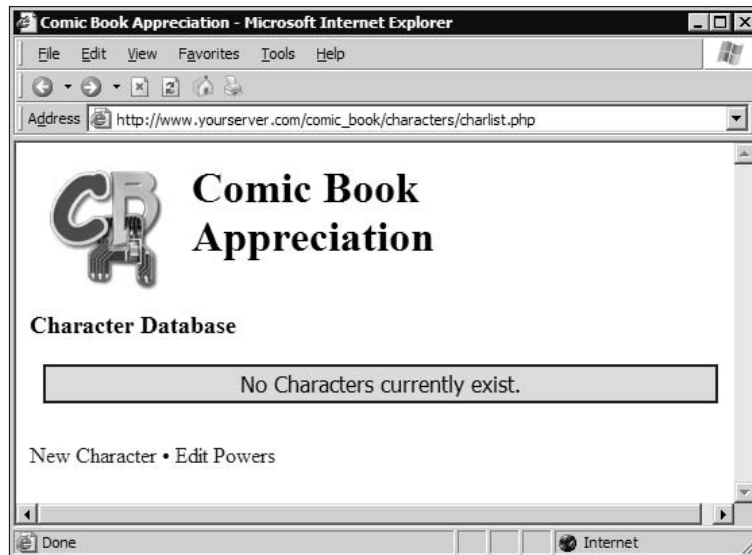 Comic Book Appreciation - Microsoft Internet Explorer
File Edit View Favorites Tools Help
Address http://www.yourserver.com/comic_book/characters/charlist.php
CBA
Comic Book
Appreciation
Character Database
No Characters currently exist.
New Character • Edit Powers
Done Internet